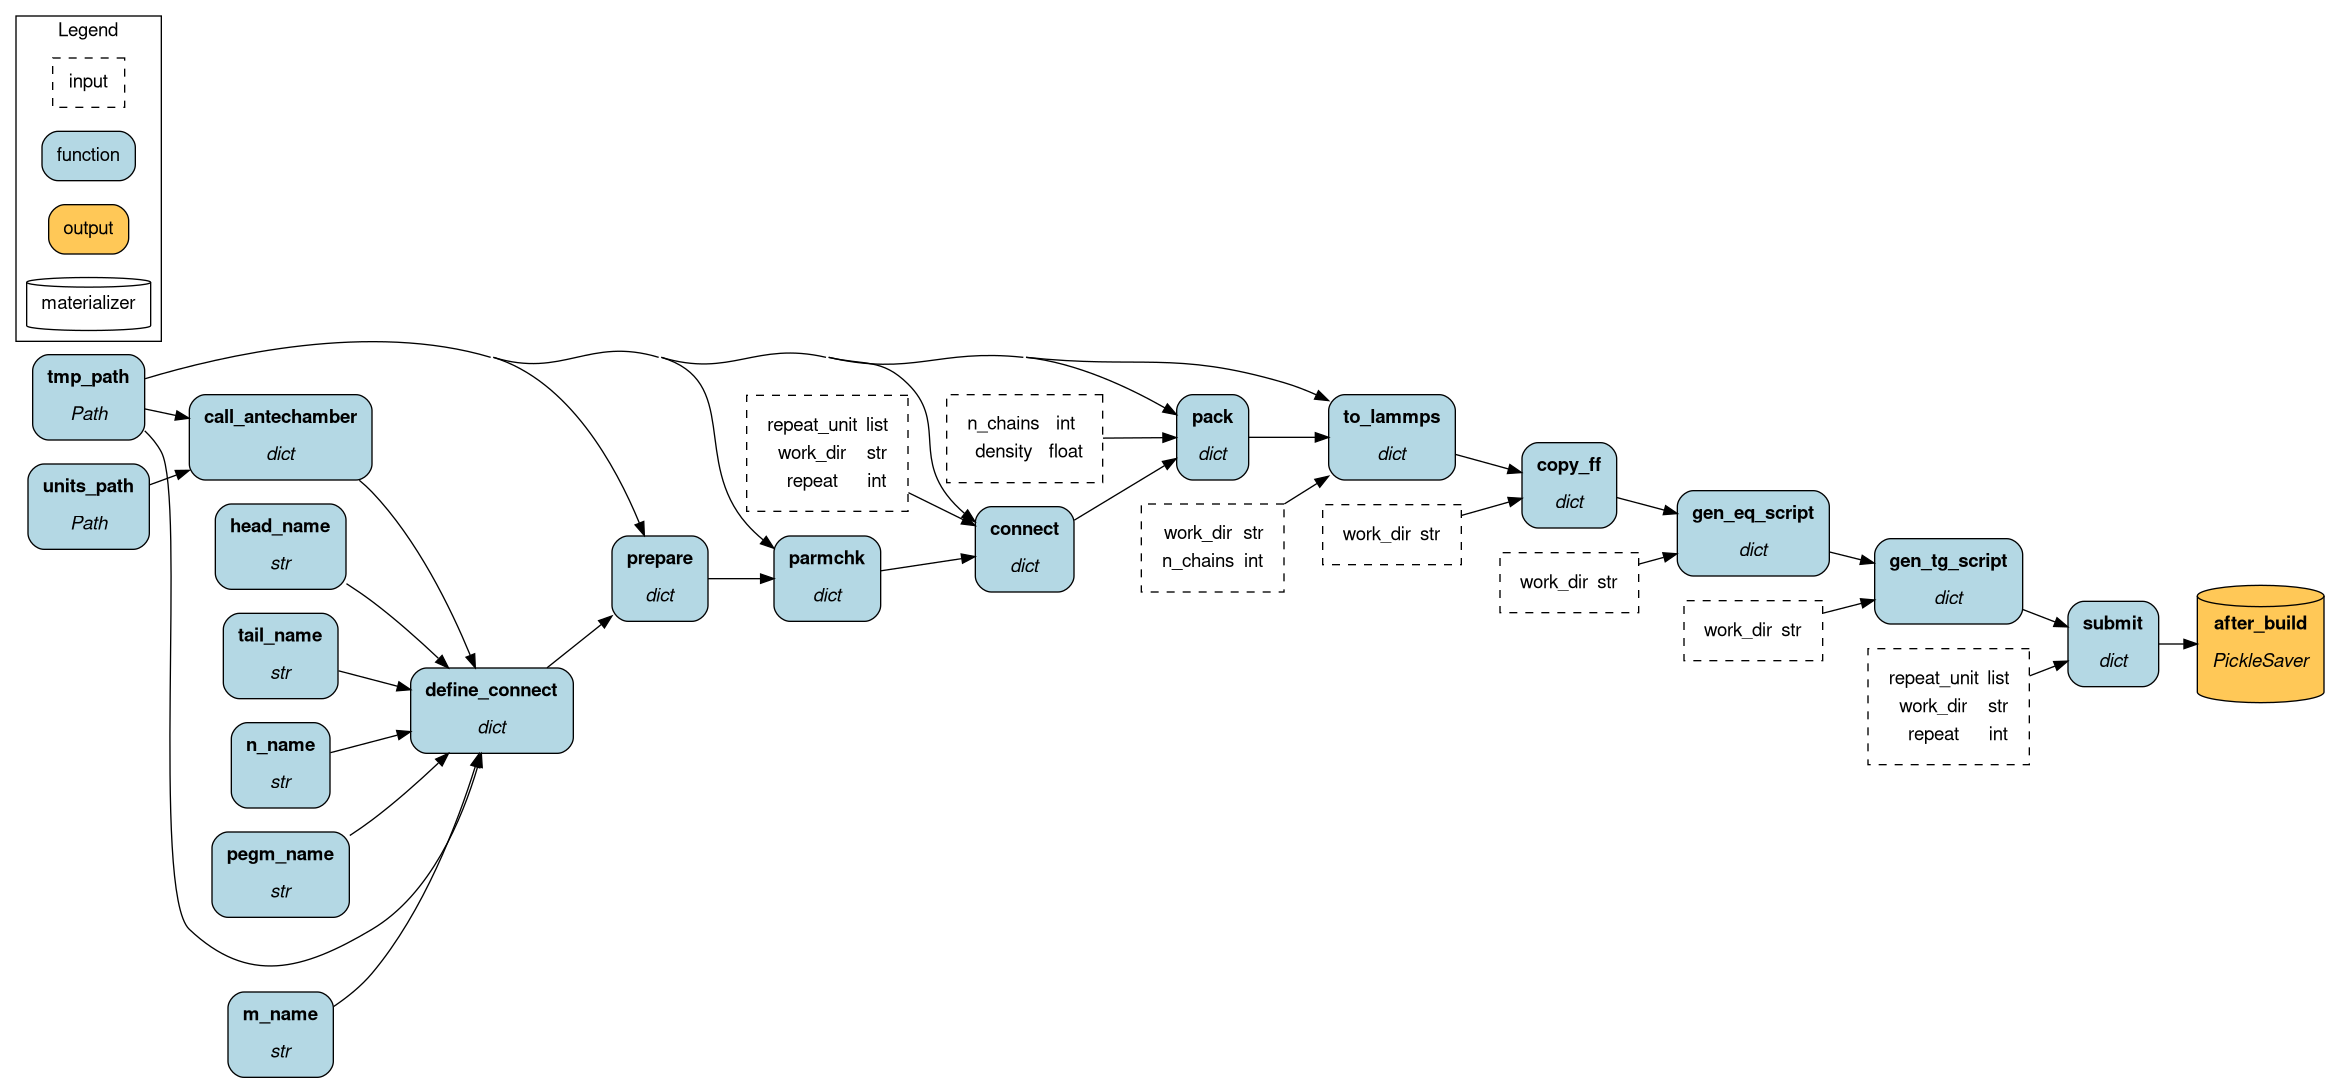 Legend
input
function
output
materializer
tmp_path
Path
units_path
Path
call_antechamber
dict
head_name
str
tail_name
str
n_name
str
pegm_name
str
m_name
str
define_connect
dict
prepare
dict
parmchk
dict
repeat_unit list
work_dir str
repeat int
connect
dict
n_chains int
density float
pack
dict
work_dir str
n_chains int
to_lammps
dict
work_dir str
copy_ff
dict
work_dir str
gen_eq_script
dict
work_dir str
gen_tg_script
dict
repeat_unit list
work_dir str
repeat int
submit
dict
after_build
PickleSaver